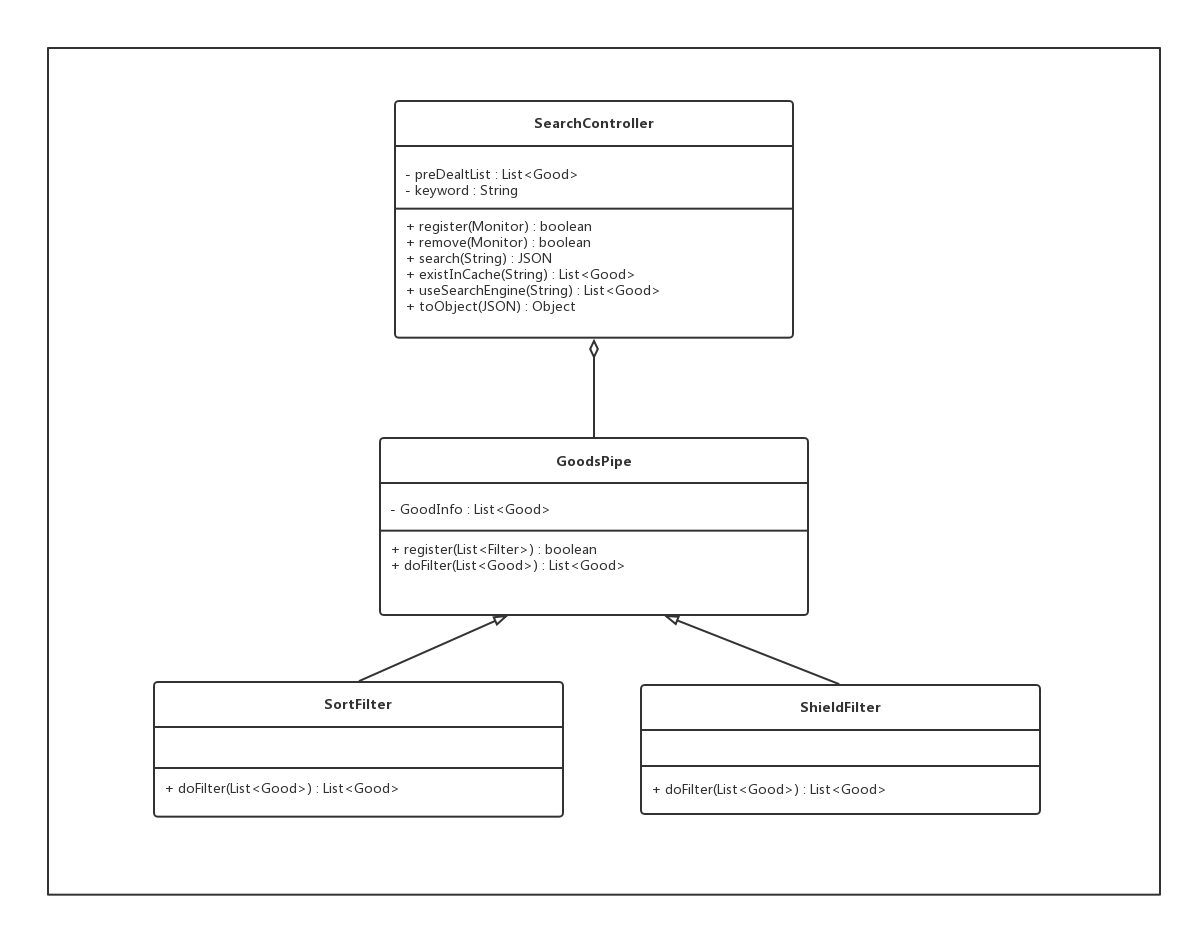 SearchController
- preDealtList : List<Good>
- keyword : String
+ register(Monitor) : boolean
+ remove(Monitor) : boolean
+ search(String) : JSON
+ existInCache(String) : List<Good>
+ useSearchEngine(String) : List<Good>
+ toObject(JSON) : Object
GoodsPipe
- GoodInfo : List<Good>
+ register(List<Filter>) : boolean
+ doFilter(List<Good>) : List<Good>
SortFilter
+ doFilter(List<Good>) : List<Good>
ShieldFilter
+ doFilter(List<Good>) : List<Good>